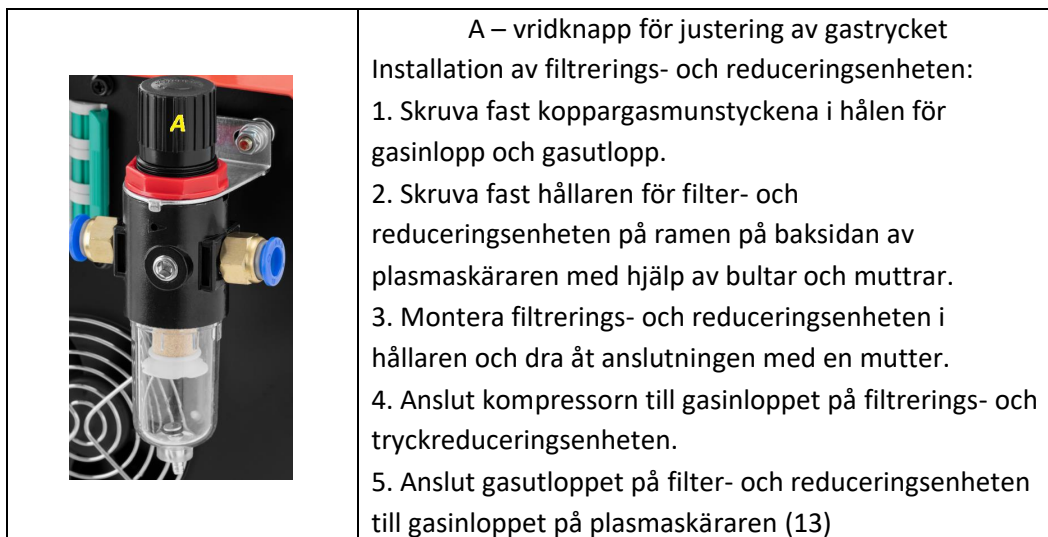 A
A – vridknapp för justering av gastrycket
Installation av filtrerings- och reduceringsenheten:
1. Skruva fast koppargasmunstyckena i hålen för
gasinlopp och gasutlopp.
2. Skruva fast hållaren för filter- och
reduceringsenheten på ramen på baksidan av
plasmaskäraren med hjälp av bultar och muttrar.
3. Montera filtrerings- och reduceringsenheten i
hållaren och dra åt anslutningen med en mutter.
4. Anslut kompressorn till gasinloppet på filtrerings- och
tryckreduceringsenheten.
5. Anslut gasutloppet på filter- och reduceringsenheten
till gasinloppet på plasmaskäraren (13)